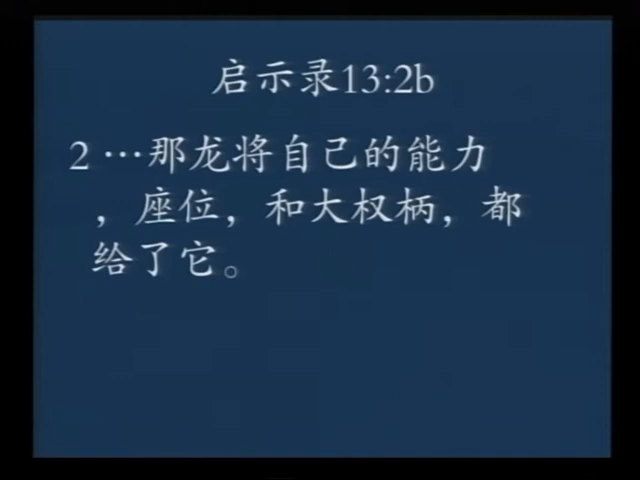 启示录13:2b
2 …那龙将自己的能力
，座位，和大权柄，都
给了它。